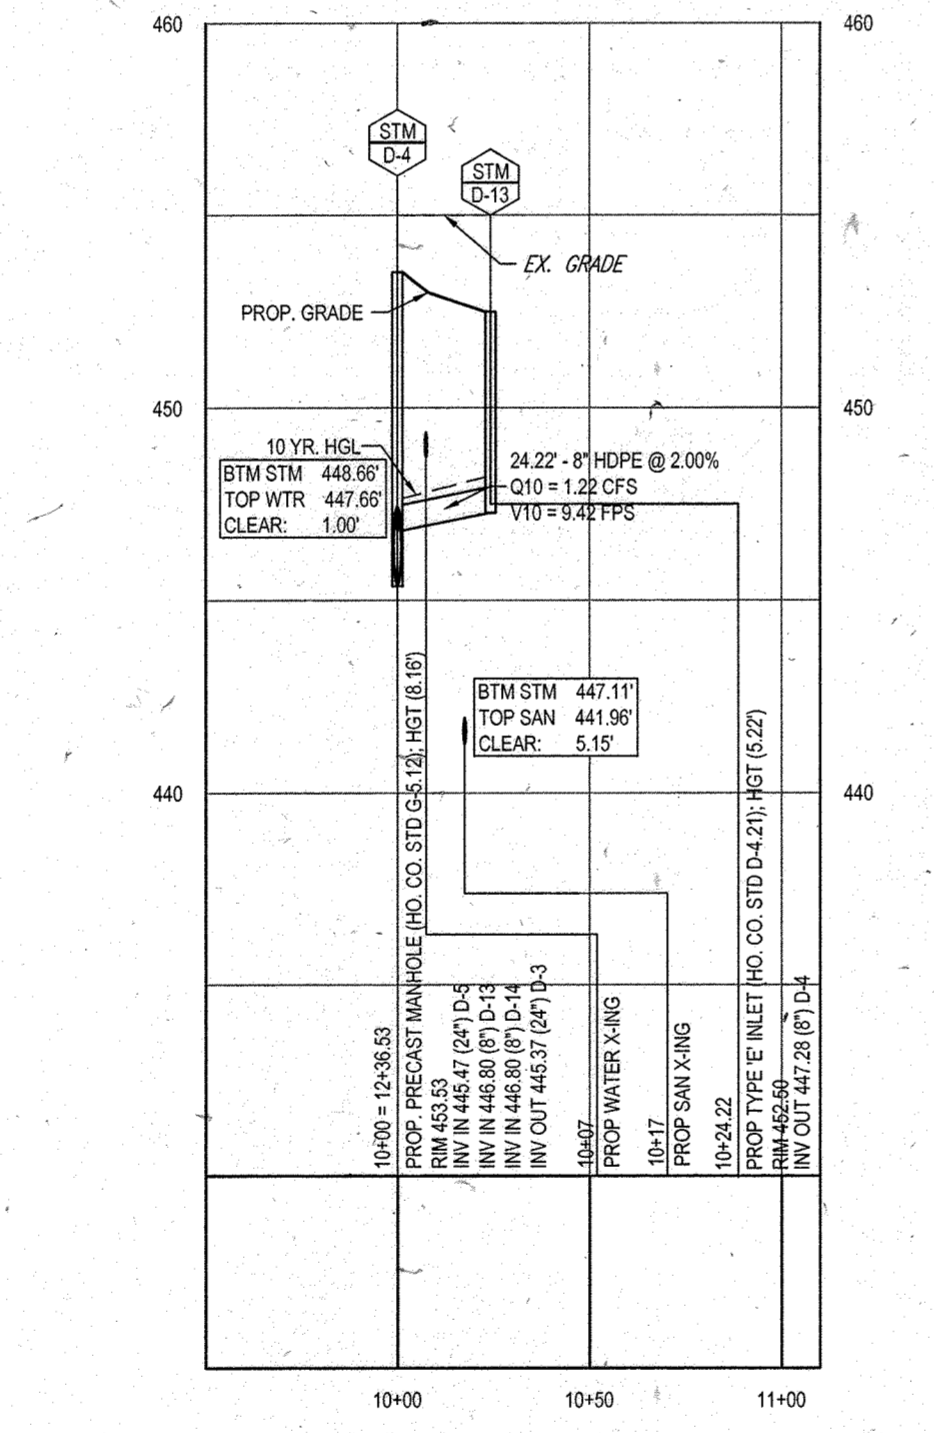 460
460
STM
D-4
STM
D-13
EX. GRADE
PROP. GRADE
450
450
10 YR. HGL
BTM STM 448.66'
TOP WTR 447.66'
CLEAR: 1.00'
24.22' - 8" HDPE @ 2.00%
Q10 = 1.22 CFS
V10 = 9.42 FPS
BTM STM 447.11'
TOP SAN 441.96'
CLEAR: 5.15'
440
440
10+00 = 12+36.53
PROP. PRECAST MANHOLE (HO. CO. STD G-5.12); HGT (8.16')
RIM 453.53
INV IN 445.47 (24") D-5
INV IN 446.80 (8") D-13
INV IN 446.80 (8") D-14
INV OUT 445.37 (24") D-3
10+07
PROP WATER X-ING
10+17
PROP SAN X-ING
10+24.22
PROP TYPE 'E' INLET (HO. CO. STD D-4.21); HGT (5.22')
RIM 452.50
INV OUT 447.28 (8") D-4
10+00
10+50
11+00